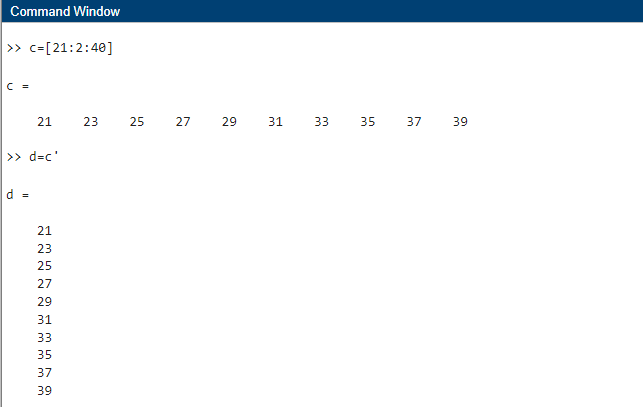 Command Window
>> c=[21:2:40]
c =
21 23 25 27 29 31 33 35 37 39
>> d=c'
d =
21
23
25
27
29
31
33
35
37
39